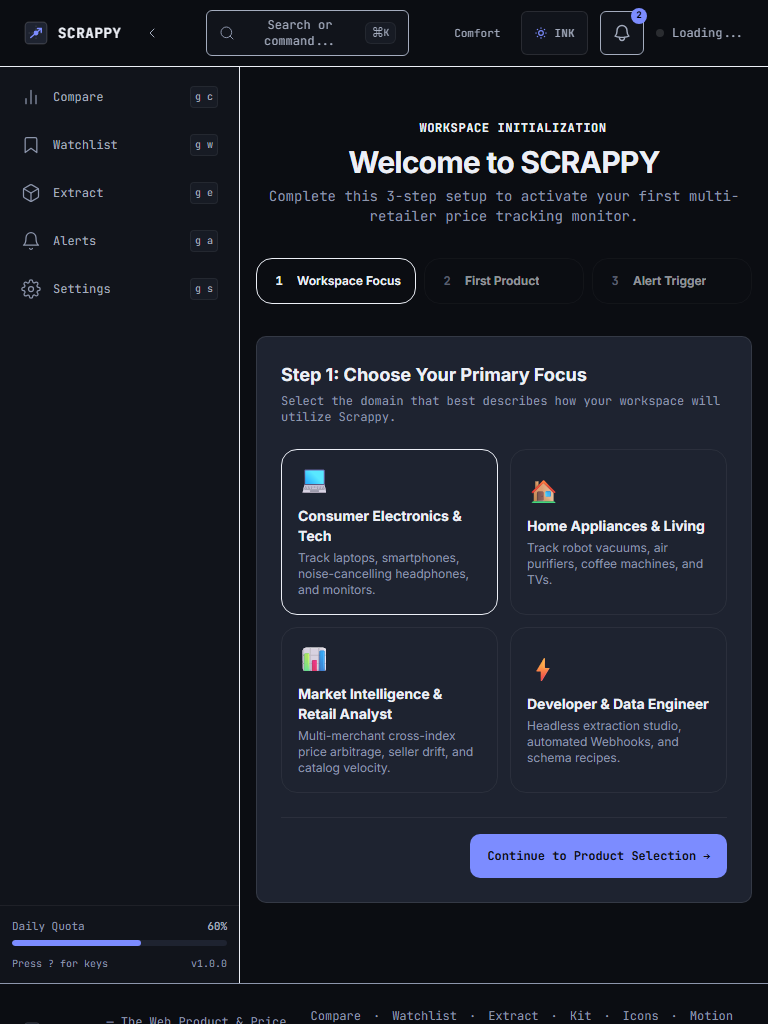 SCRAPPY
Search or
command...
⌘K
Comfort
INK
2
Loading...
Compare
g c
Watchlist
g w
Extract
g e
Alerts
g a
Settings
g s
WORKSPACE INITIALIZATION
Welcome to SCRAPPY
Complete this 3-step setup to activate your first multi-
retailer price tracking monitor.
1 Workspace Focus
2 First Product
3 Alert Trigger
Step 1: Choose Your Primary Focus
Select the domain that best describes how your workspace will
utilize Scrappy.
Consumer Electronics &
Tech
Track laptops, smartphones,
noise-cancelling headphones,
and monitors.
Home Appliances & Living
Track robot vacuums, air
purifiers, coffee machines, and
TVs.
Market Intelligence &
Retail Analyst
Multi-merchant cross-index
price arbitrage, seller drift, and
catalog velocity.
Developer & Data Engineer
Headless extraction studio,
automated Webhooks, and
schema recipes.
Continue to Product Selection →
Daily Quota
60%
Press ? for keys
v1.0.0
— The Web Product & Price
Compare · Watchlist · Extract · Kit · Icons · Motion